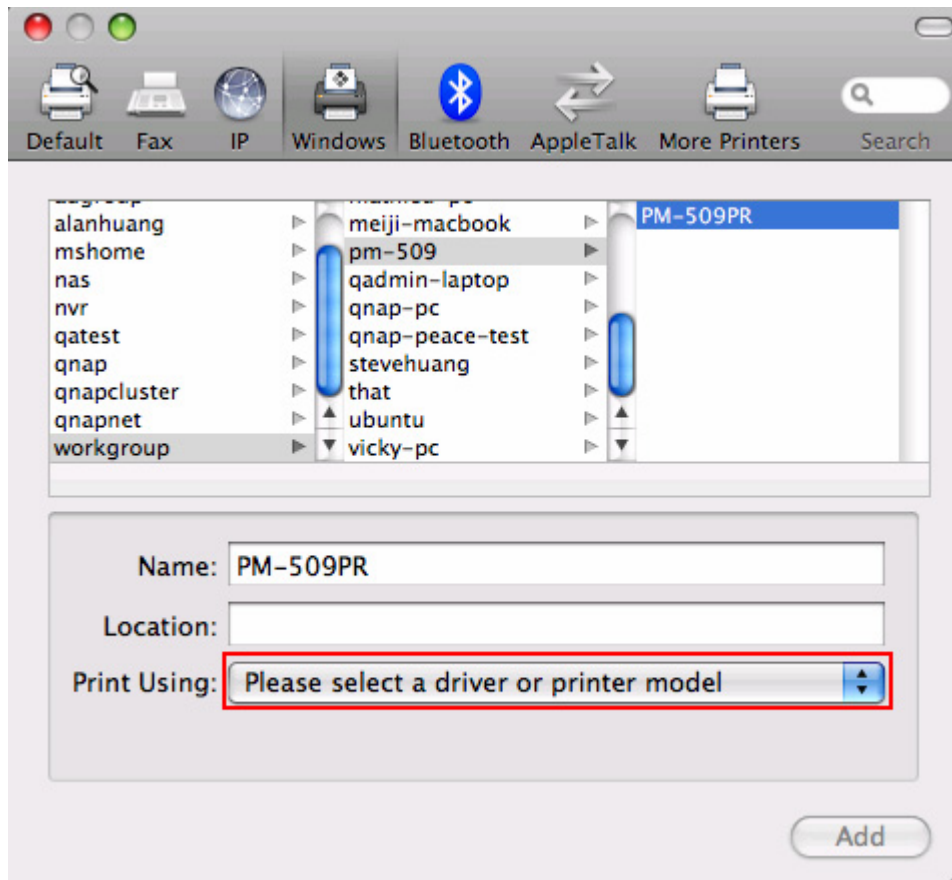 Default Fax IP Windows Bluetooth AppleTalk More Printers Search
alanhuang
mshome
nas
nvr
qatest
qnap
qnapcluster
qnapnet
workgroup
meiji-macbook
pm-509
qadmin-laptop
qnap-pc
qnap-peace-test
stevehuang
that
ubuntu
vicky-pc
PM-509PR
Name: PM-509PR
Location:
Print Using: Please select a driver or printer model
Add